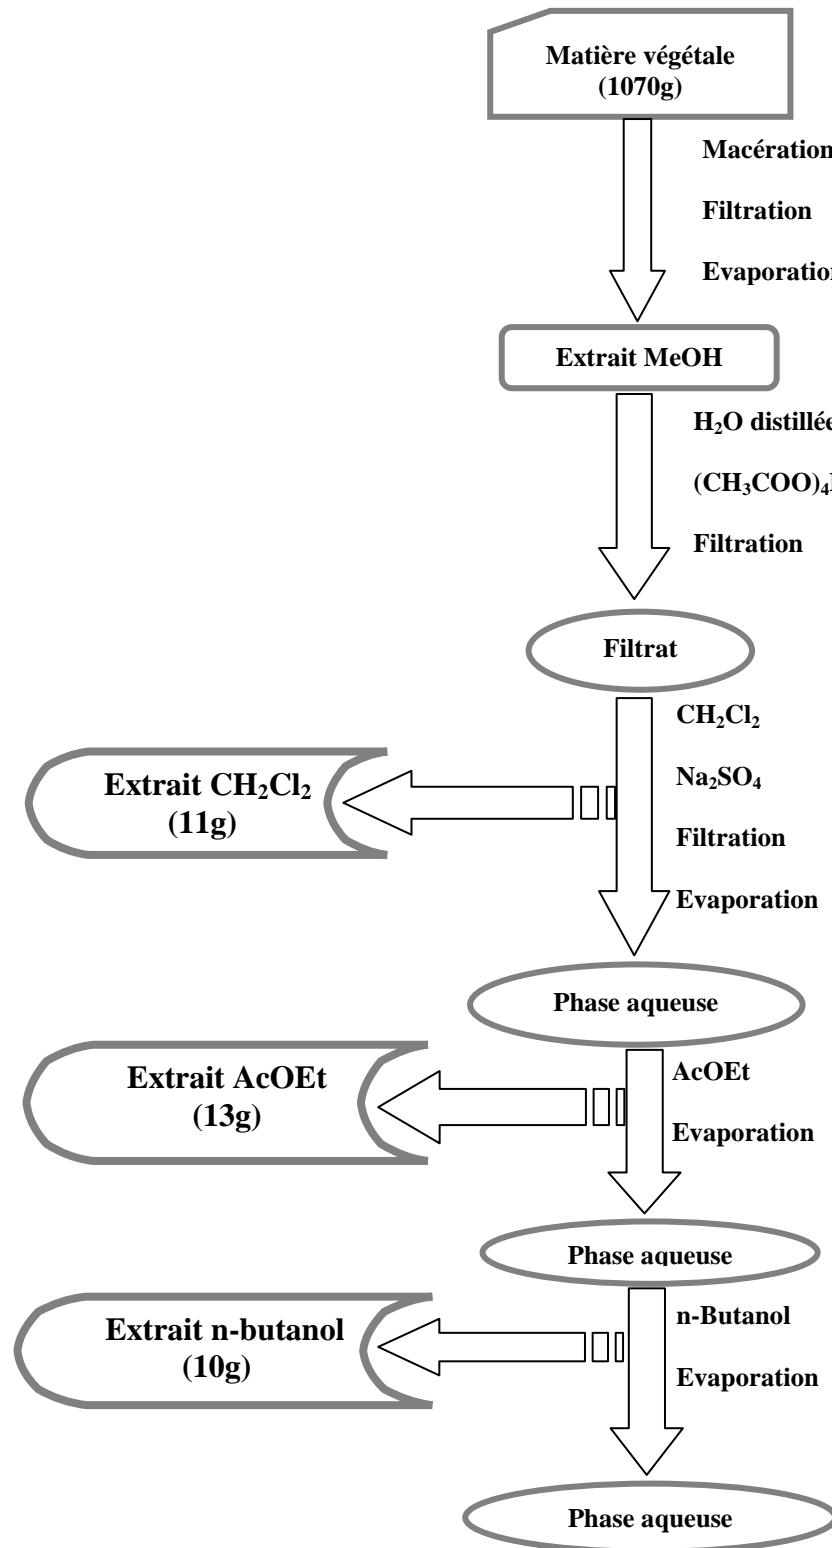 Matière végétale
(1070g)
Macération
Filtration
Evaporation
Extrait MeOH
H₂O distillée
(CH₃COO)₄
Filtration
Filtrat
CH₂Cl₂
Na₂SO₄
Filtration
Evaporation
Extrait CH₂Cl₂
(11g)
Phase aqueuse
AcOEt
Evaporation
Extrait AcOEt
(13g)
Phase aqueuse
n-Butanol
Evaporation
Extrait n-butanol
(10g)
Phase aqueuse